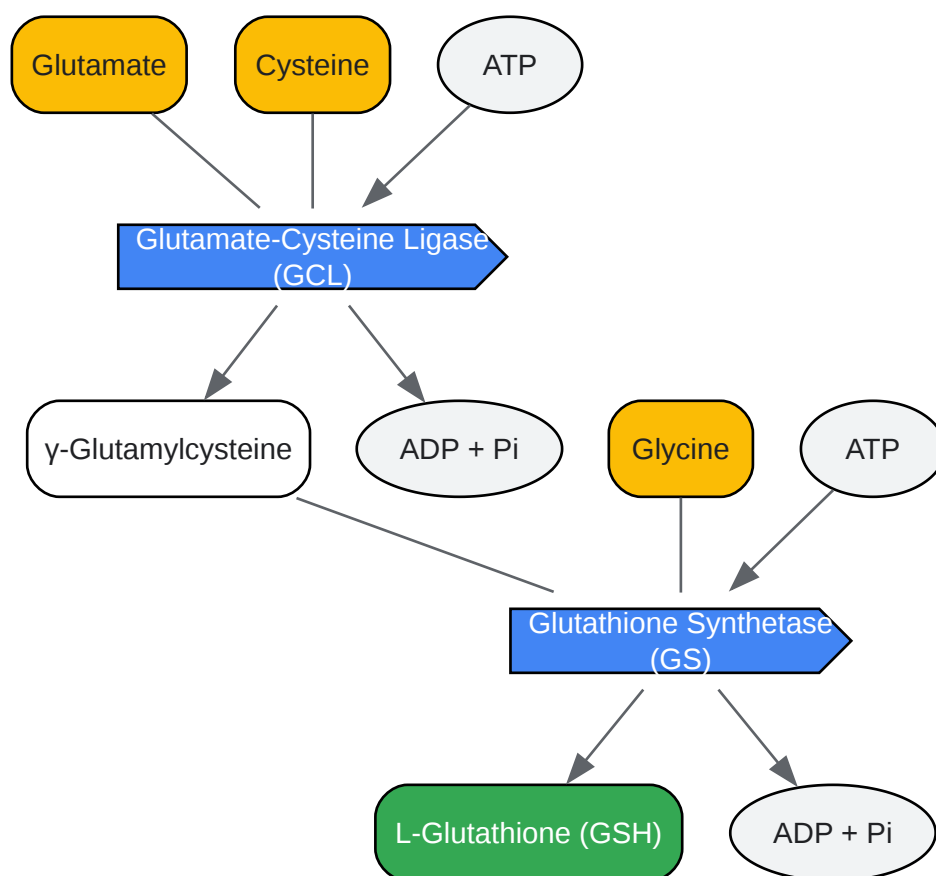 Glutamate
Cysteine
ATP
Glutamate-Cysteine Ligase
(GCL)
γ-Glutamylcysteine
ADP + Pi
Glycine
ATP
Glutathione Synthetase
(GS)
L-Glutathione (GSH)
ADP + Pi